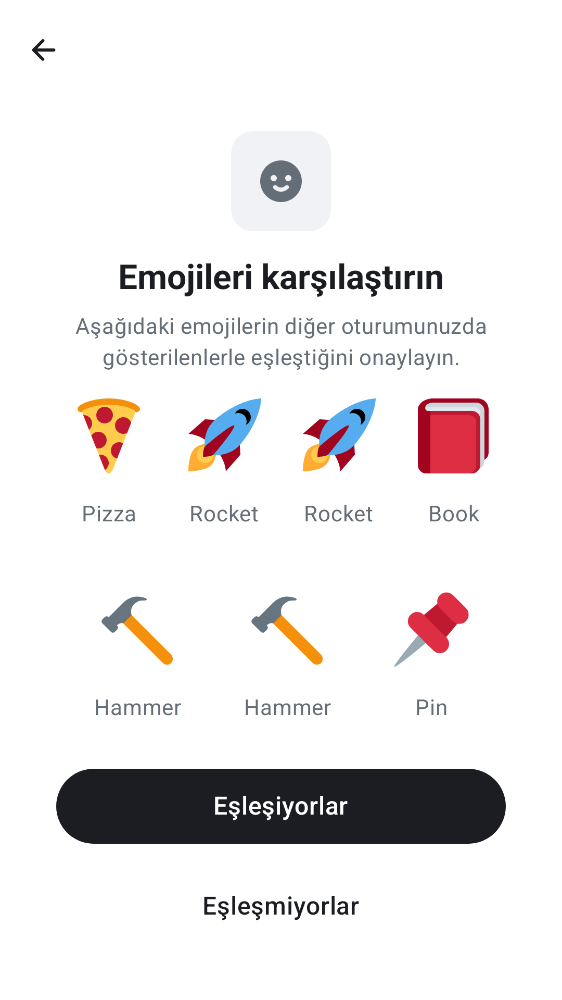 Emojileri karşılaştırın
Aşağıdaki emojilerin diğer oturumunuzda
gösterilenlerle eşleştiğini onaylayın.
Pizza Rocket Rocket Book
Hammer Hammer Pin
Eşleşiyorlar
Eşleşmiyorlar